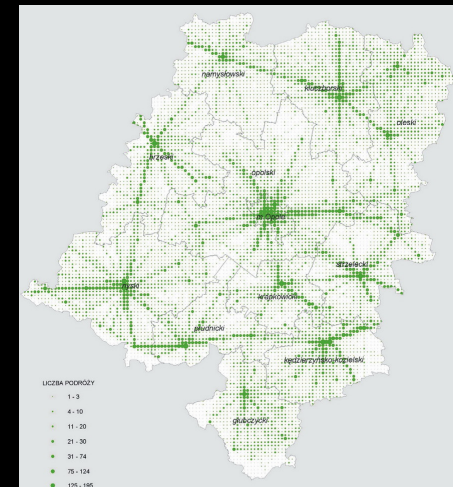 namysłowski
kluczborski
oleski
brzeski
opolski
m.Opole
strzelecki
nyski
krapkowicki
prudnicki
kędzierzyńsko-kozielski
głubczycki
LICZBA PODRÓŻY
1 - 3
4 - 10
11 - 20
21 - 30
31 - 74
75 - 124
125 - 195